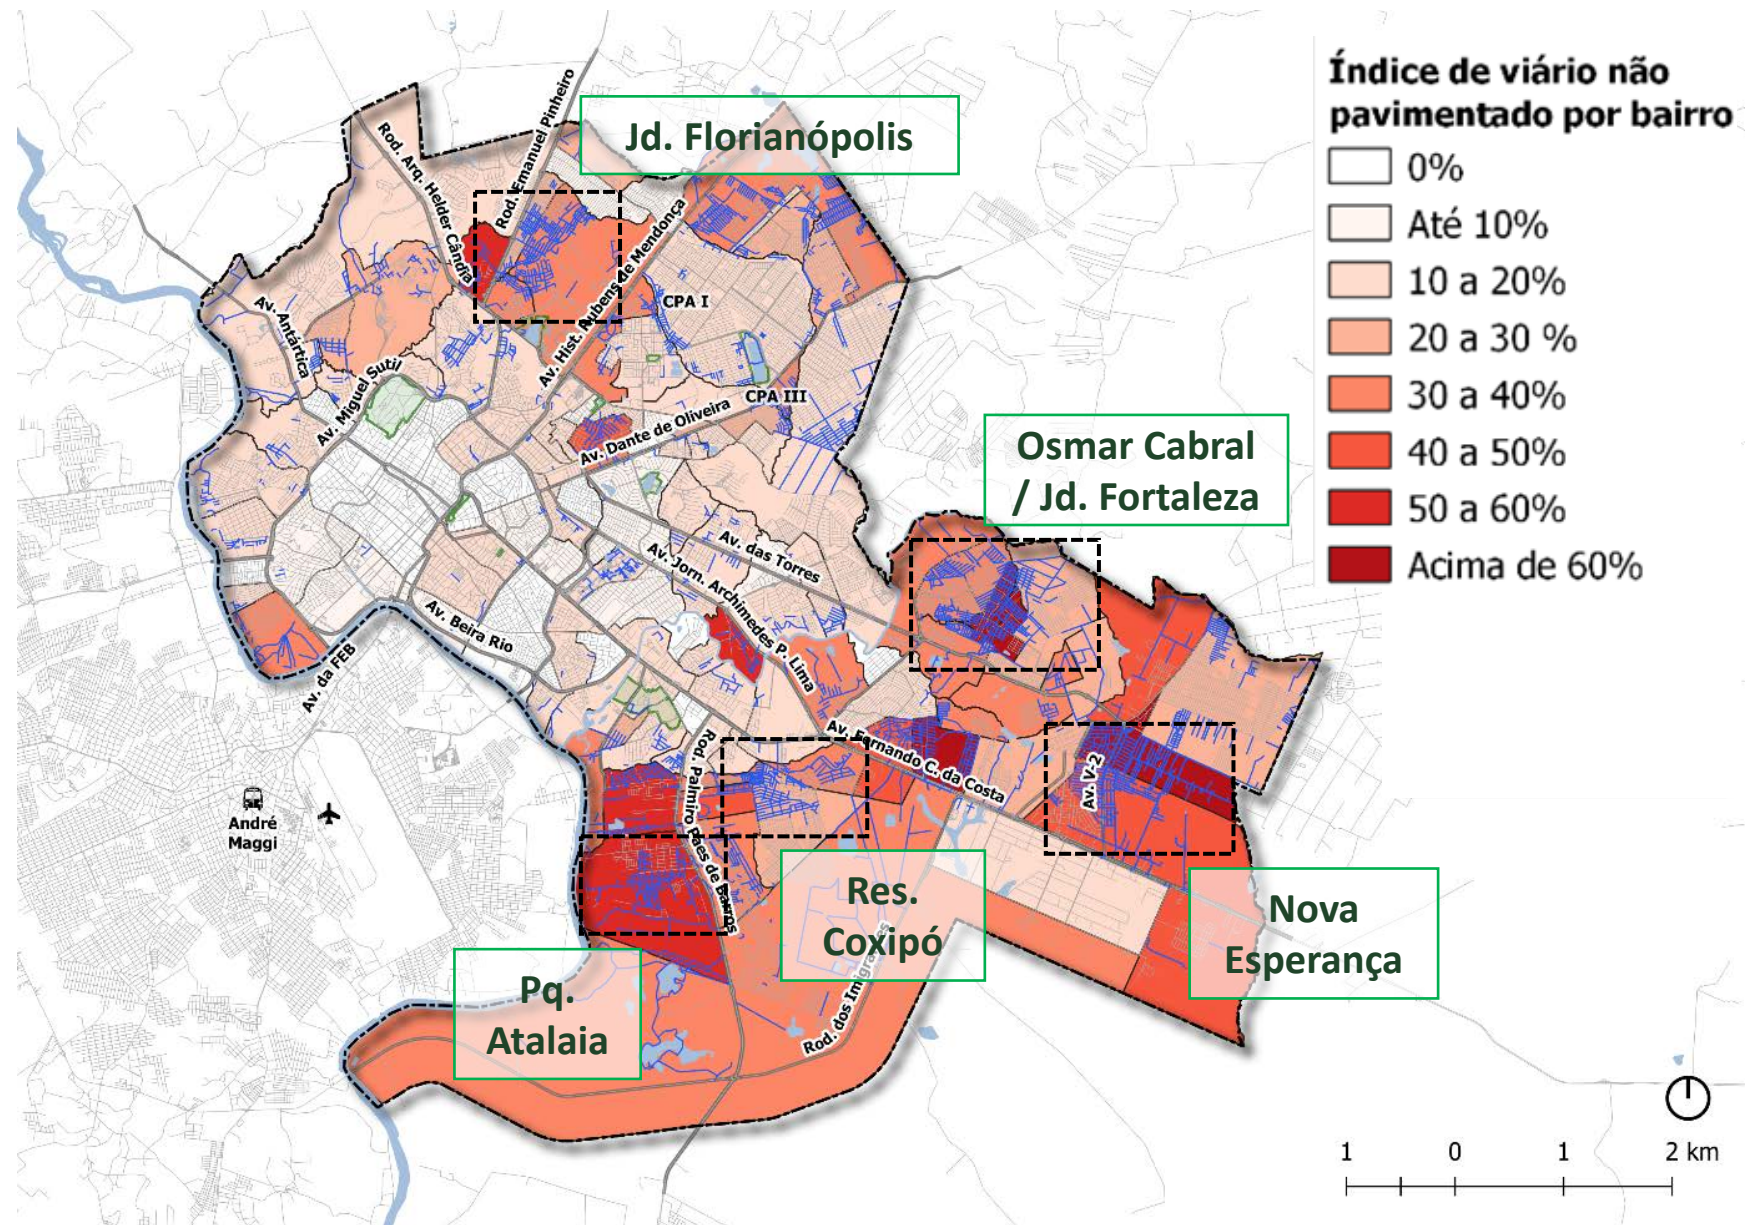 Índice de viário não
pavimentado por bairro
0%
Até 10%
10 a 20%
20 a 30 %
30 a 40%
40 a 50%
50 a 60%
Acima de 60%
Jd. Florianópolis
Rod. Arq. Helder Cândia
Rod. Emanuel Pinheiro
Av. Hist. Rubens de Mendonça
CPA I
CPA III
Av. Antártica
Av. Miguel Sutil
Av. Dante de Oliveira
Osmar Cabral
/ Jd. Fortaleza
Av. das Torres
Av. Jorn. Archimedes P. Lima
Av. Beira Rio
Av. da FEB
Av. Fernando C. da Costa
Av. V-2
Rod. Palmiro Paes de Barros
André
Maggi
Res.
Coxipó
Nova
Esperança
Pq.
Atalaia
Rod. dos Imigrantes
1 0 1 2 km